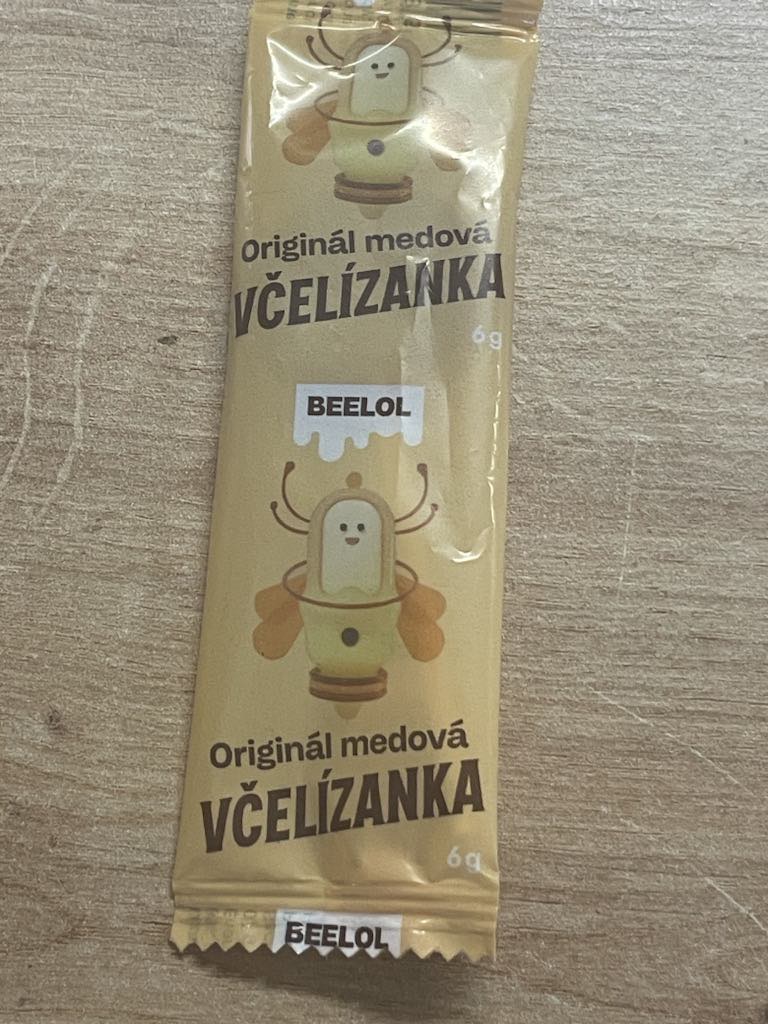 Originál medová
VČELÍZANKA
6g
BEELOL
Originál medová
VČELÍZANKA
6g
BEELOL